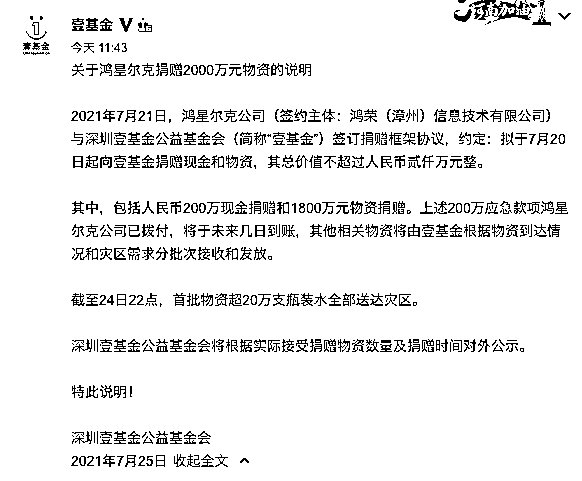 壹基金
河南加油
壹基金
今天 11:43
关于鸿星尔克捐赠2000万元物资的说明
2021年7月21日，鸿星尔克公司（签约主体：鸿荣（漳州）信息技术有限公司）
与深圳壹基金公益基金会（简称“壹基金”）签订捐赠框架协议，约定：拟于7月20
日起向壹基金捐赠现金和物资，其总价值不超过人民币贰仟万元整。
其中，包括人民币200万现金捐赠和1800万元物资捐赠。上述200万应急款项鸿星
尔克公司已拨付，将于未来几日到账，其他相关物资将由壹基金根据物资到达情
况和灾区需求分批次接收和发放。
截至24日22点，首批物资超20万支瓶装水全部送达灾区。
深圳壹基金公益基金会将根据实际接受捐赠物资数量及捐赠时间对外公示。
特此说明！
深圳壹基金公益基金会
2021年7月25日 收起全文